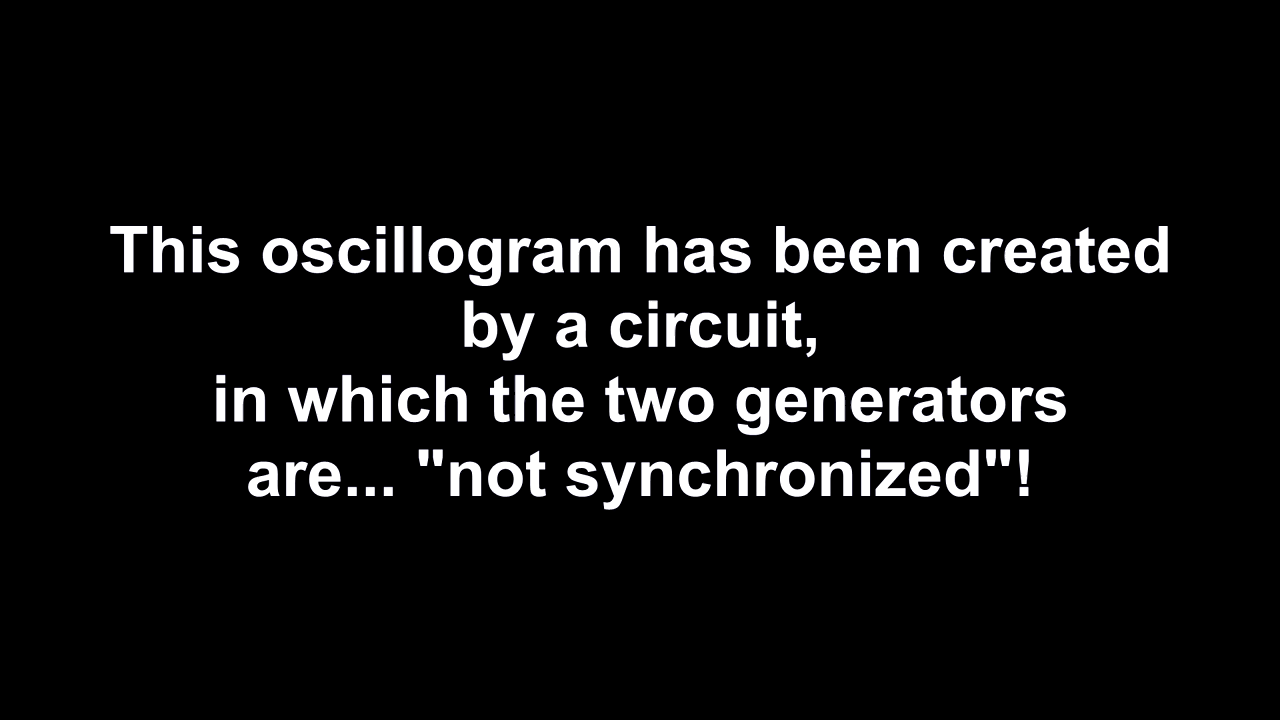 This oscillogram has been created
by a circuit,
in which the two generators
are... "not synchronized"!